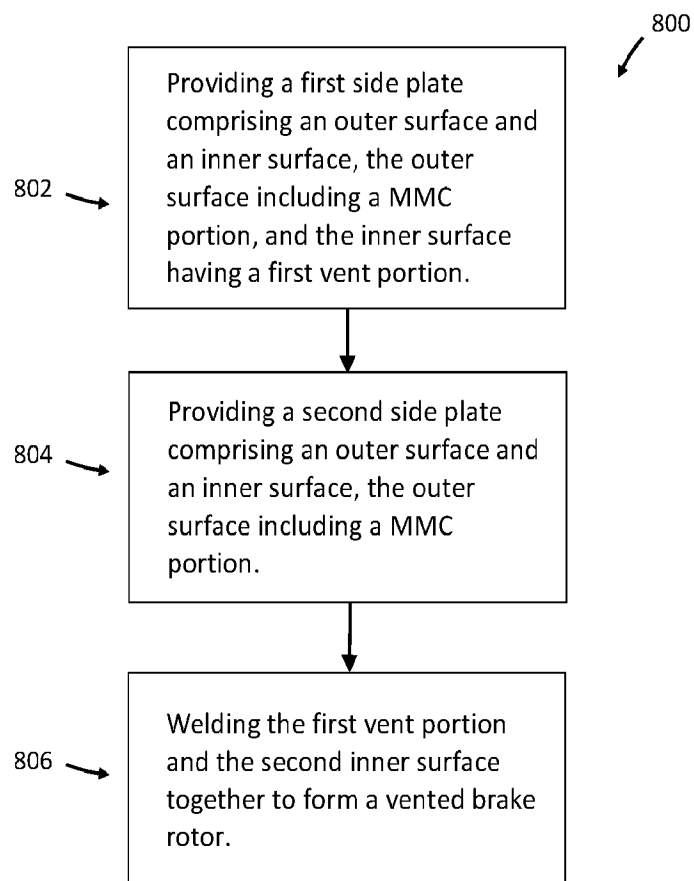 800
802
Providing a first side plate
comprising an outer surface and
an inner surface, the outer
surface including a MMC
portion, and the inner surface
having a first vent portion.
804
Providing a second side plate
comprising an outer surface and
an inner surface, the outer
surface including a MMC
portion.
806
Welding the first vent portion
and the second inner surface
together to form a vented brake
rotor.